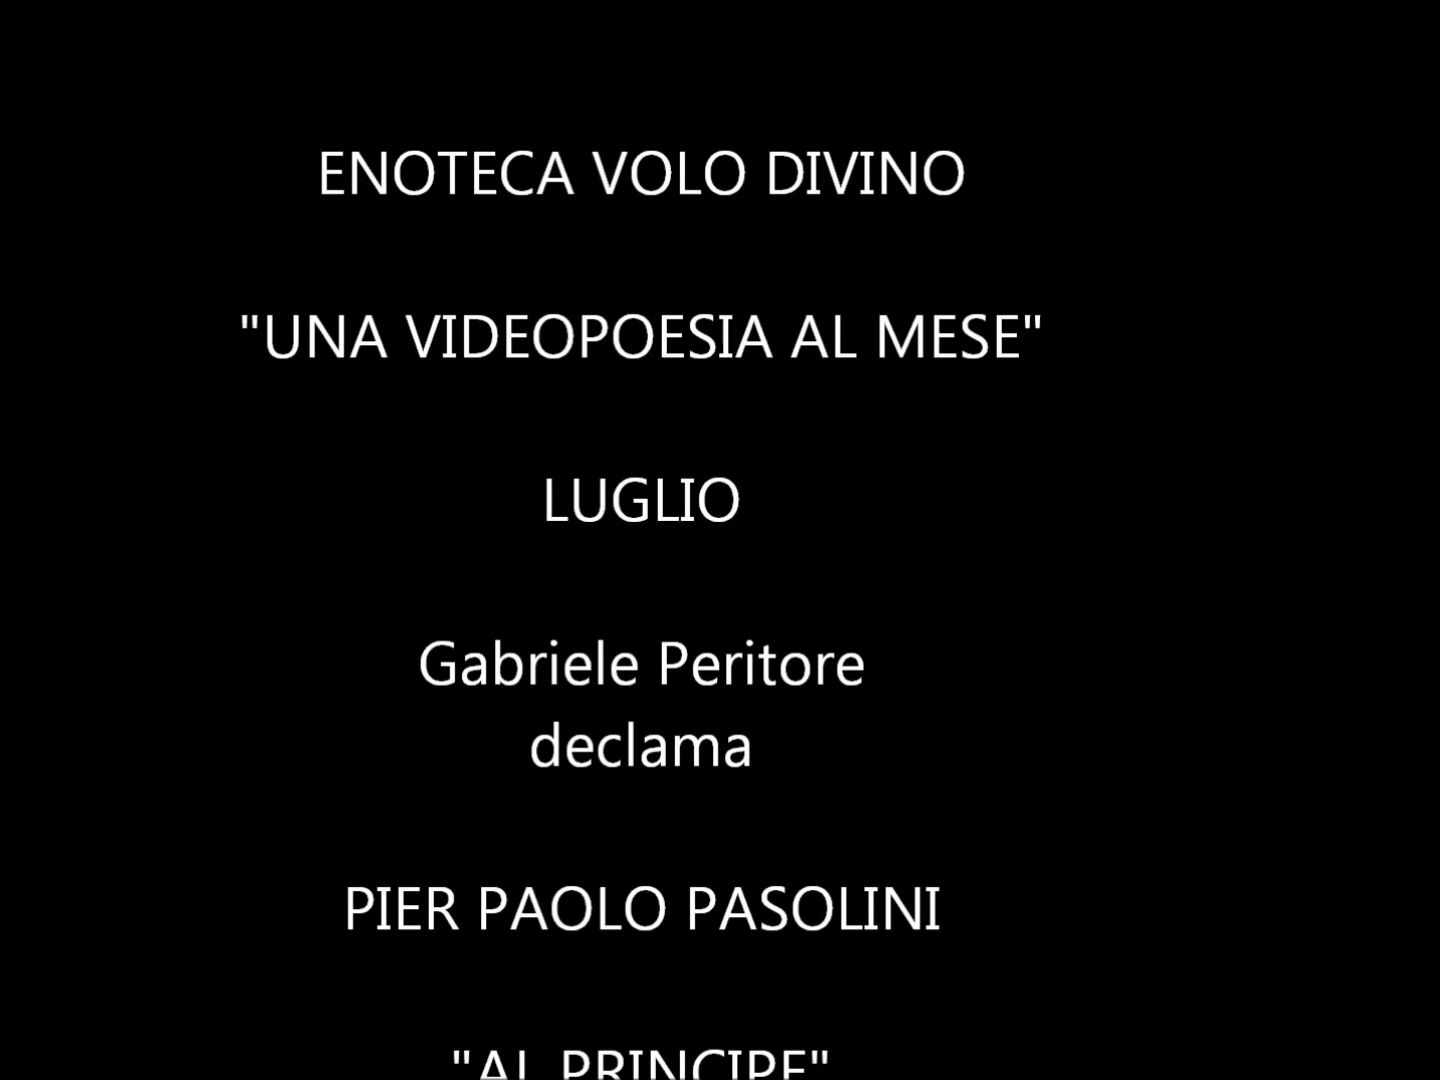 ENOTECA VOLO DIVINO
"UNA VIDEOPOESIA AL MESE"
LUGLIO
Gabriele Peritore
declama
PIER PAOLO PASOLINI
"AL PRINCIPE"